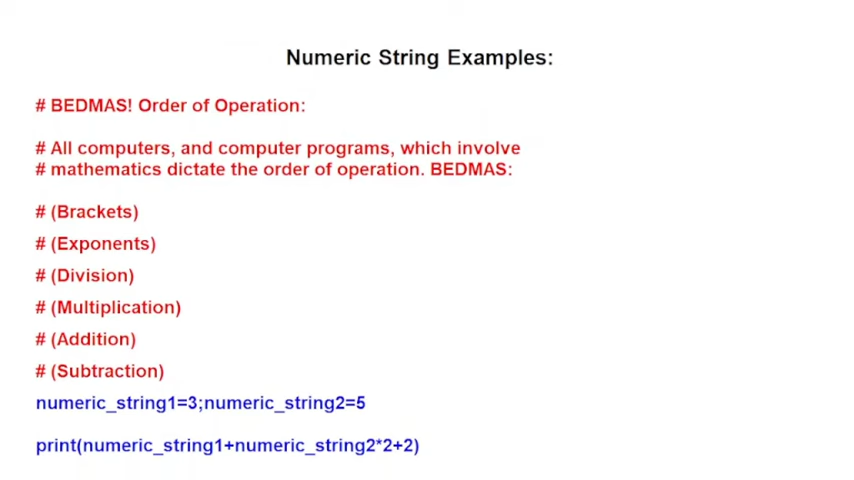 Numeric String Examples:
# BEDMAS! Order of Operation:
# All computers, and computer programs, which involve
# mathematics dictate the order of operation. BEDMAS:
# (Brackets)
# (Exponents)
# (Division)
# (Multiplication)
# (Addition)
# (Subtraction)
numeric_string1=3;numeric_string2=5
print(numeric_string1+numeric_string2*2+2)